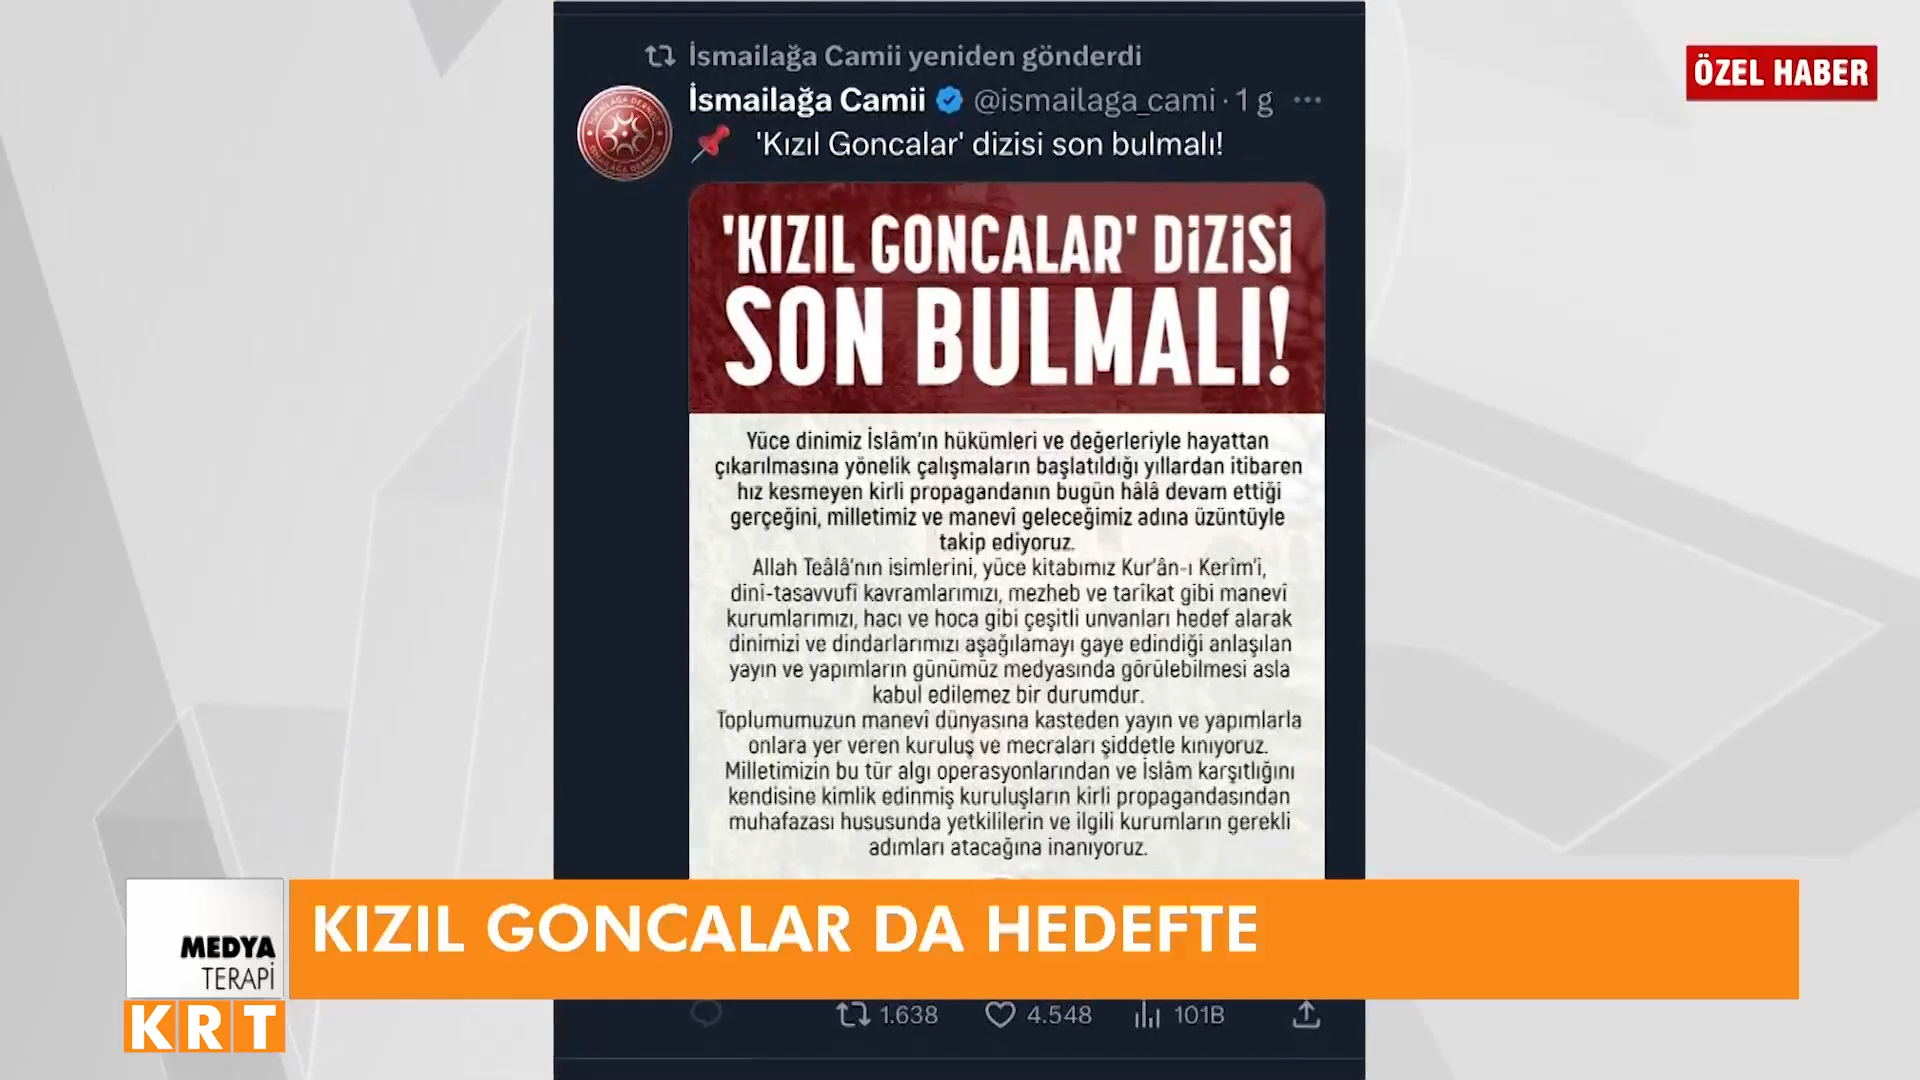 İsmailağa Camii yeniden gönderdi
İsmailağa Camii @ismailaga_cami · 1 g ···
'Kızıl Goncalar' dizisi son bulmalı!
ÖZEL HABER
'KIZIL GONCALAR' DİZİSİ
SON BULMALI!
Yüce dinimiz İslâm'ın hükümleri ve değerleriyle hayattan
çıkarılmasına yönelik çalışmaların başlatıldığı yıllardan itibaren
hız kesmeyen kirli propagandanın bugün hâlâ devam ettiği
gerçeğini, milletimiz ve manevî geleceğimiz adına üzüntüyle
takip ediyoruz.
Allah Teâlâ'nın isimlerini, yüce kitabımız Kur'ân-ı Kerîm'i,
dinî-tasavvufî kavramlarımızı, mezheb ve tarîkat gibi manevî
kurumlarımızı, hacı ve hoca gibi çeşitli unvanları hedef alarak
dinimizi ve dindarlarımızı aşağılamayı gaye edindiği anlaşılan
yayın ve yapımların günümüz medyasında görülebilmesi asla
kabul edilemez bir durumdur.
Toplumumuzun manevî dünyasına kasteden yayın ve yapımlarla
onlara yer veren kuruluş ve mecraları şiddetle kınıyoruz.
Milletimizin bu tür algı operasyonlarından ve İslâm karşıtlığını
kendisine kimlik edinmiş kuruluşların kirli propagandasından
muhafazası hususunda yetkililerin ve ilgili kurumların gerekli
adımları atacağına inanıyoruz.
MEDYA
TERAPİ
KRT
KIZIL GONCALAR DA HEDEFTE
1.638 4.548 101B